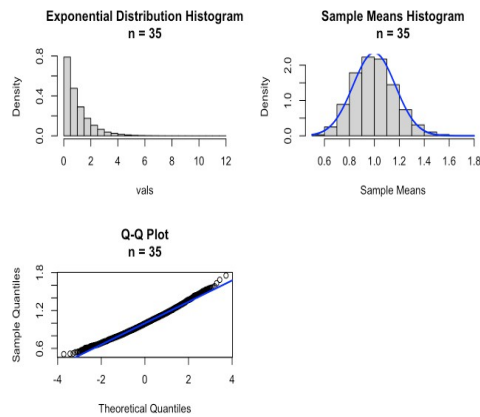 Exponential Distribution Histogram
n = 35
Density
0.0 0.4 0.8
0 2 4 6 8 10 12
vals
Sample Means Histogram
n = 35
Density
0.0 1.0 2.0
0.6 0.8 1.0 1.2 1.4 1.6 1.8
Sample Means
Q-Q Plot
n = 35
Sample Quantiles
0.6 1.2 1.8
-4 -2 0 2 4
Theoretical Quantiles